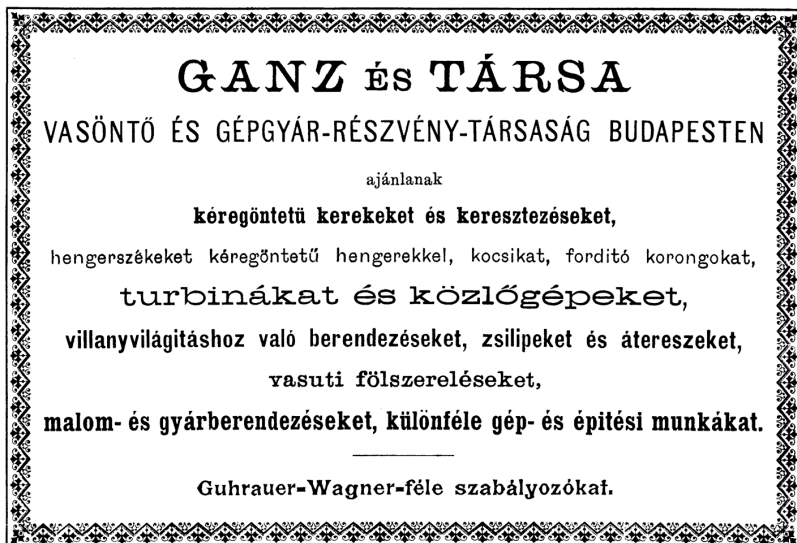 GANZ ÉS TÁRSA
VASÖNTŐ ÉS GÉPGYÁR-RÉSZVÉNY-TÁRSASÁG BUDAPESTEN
ajánlanak
kéregöntetü kerekeket és keresztezéseket,
hengerszékeket kéregöntetű hengerekkel, kocsikat, forditó korongokat,
turbinákat és közlőgépeket,
villanyvilágitáshoz való berendezéseket, zsilipeket és átereszeket,
vasuti fölszereléseket,
malom- és gyárberendezéseket, különféle gép- és épitési munkákat.
Guhrauer-Wagner-féle szabályozókat.